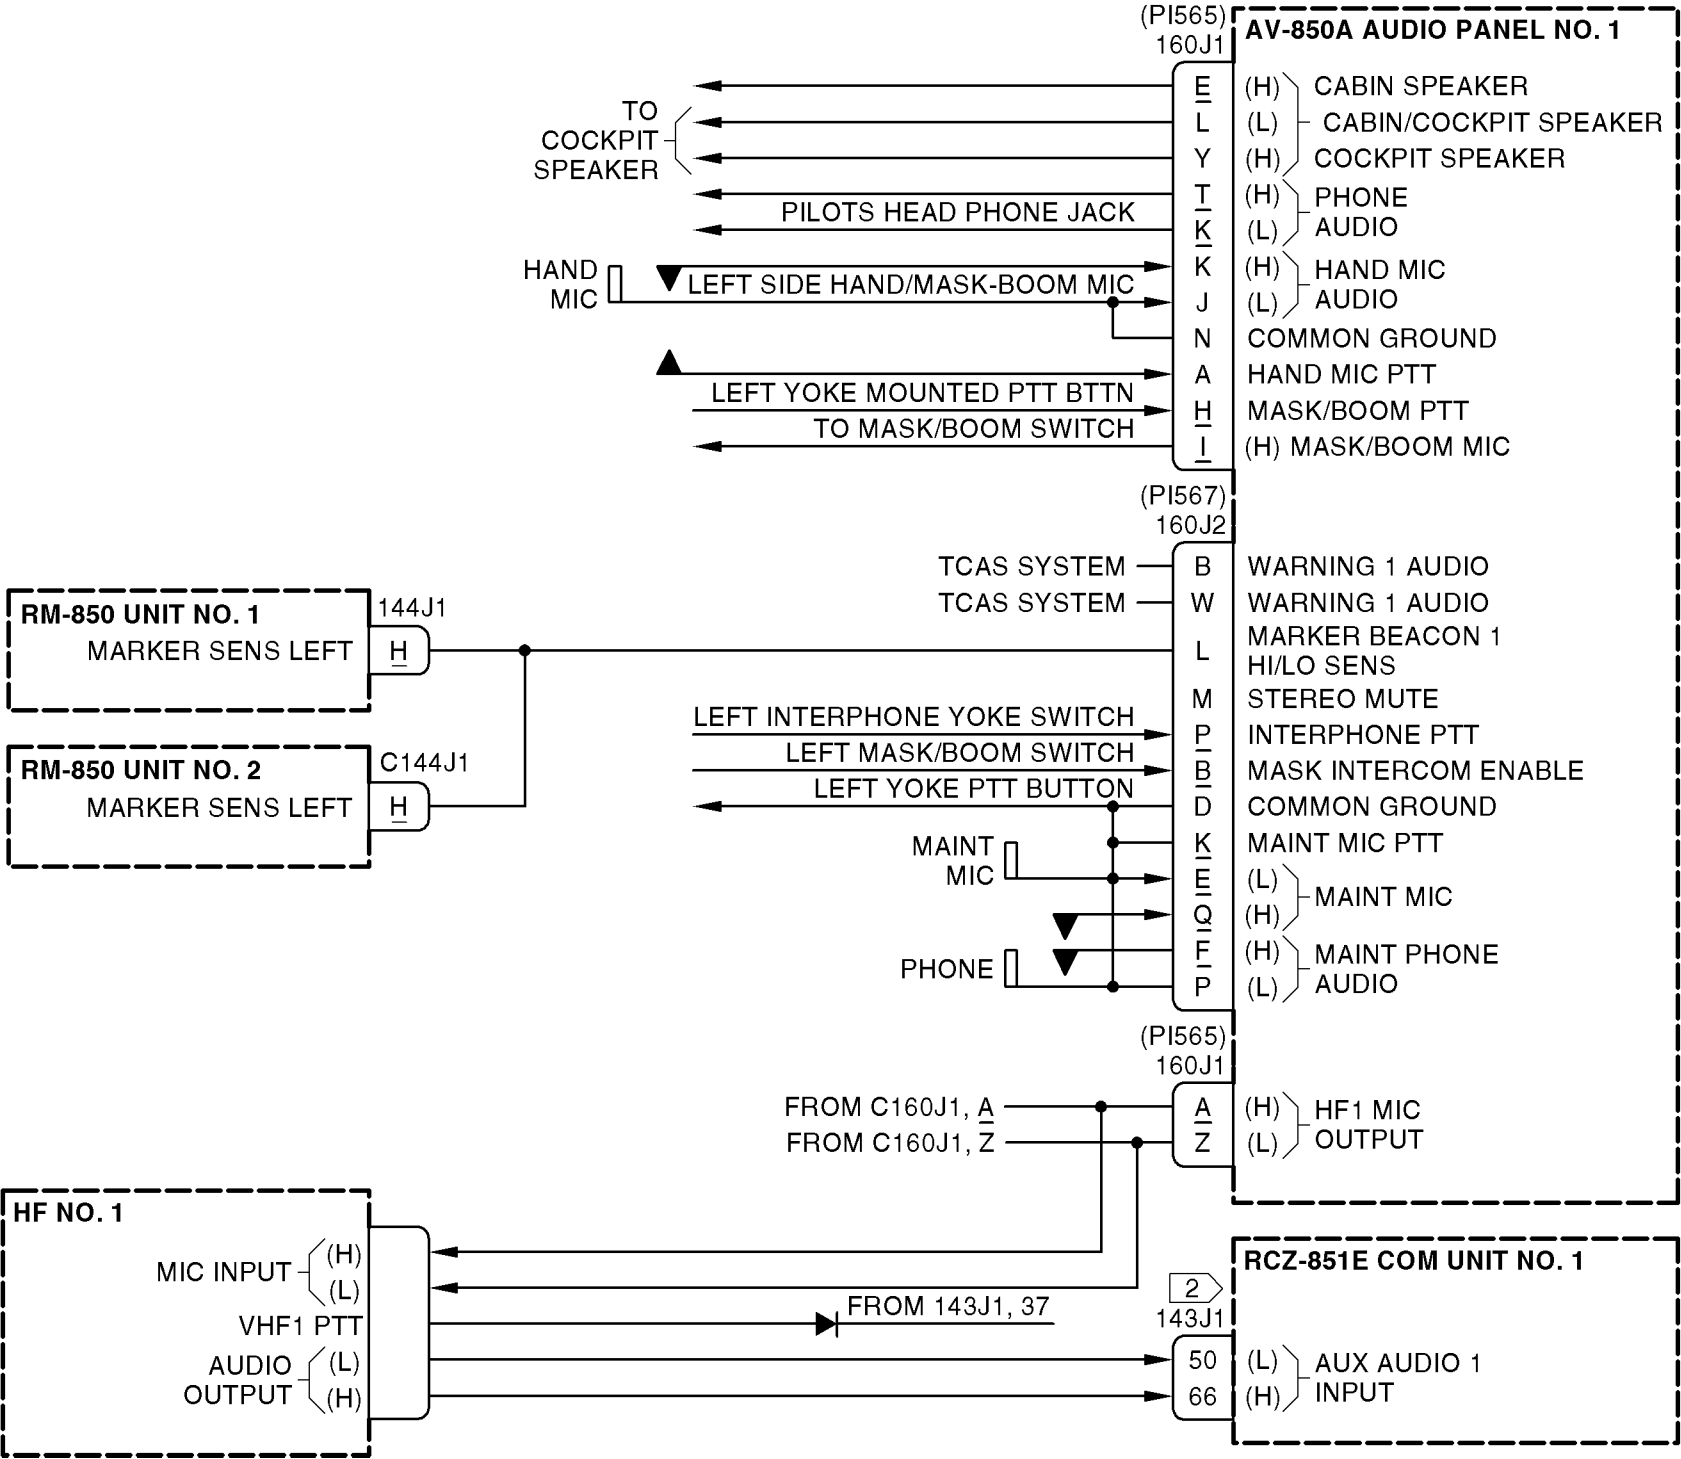 (PI565)
160J1
AV-850A AUDIO PANEL NO. 1
E (H) CABIN SPEAKER
TO
COCKPIT
SPEAKER
L (L) CABIN/COCKPIT SPEAKER
Y (H) COCKPIT SPEAKER
T (H) PHONE
PILOTS HEAD PHONE JACK
K (L) AUDIO
HAND
MIC
K (H) HAND MIC
LEFT SIDE HAND/MASK-BOOM MIC
J (L) AUDIO
N COMMON GROUND
A HAND MIC PTT
LEFT YOKE MOUNTED PTT BTTN
H MASK/BOOM PTT
TO MASK/BOOM SWITCH
I (H) MASK/BOOM MIC
(PI567)
160J2
TCAS SYSTEM B WARNING 1 AUDIO
TCAS SYSTEM W WARNING 1 AUDIO
RM-850 UNIT NO. 1
144J1
MARKER SENS LEFT H
L MARKER BEACON 1
HI/LO SENS
M STEREO MUTE
LEFT INTERPHONE YOKE SWITCH
P INTERPHONE PTT
RM-850 UNIT NO. 2
C144J1
MARKER SENS LEFT H
LEFT MASK/BOOM SWITCH
B MASK INTERCOM ENABLE
LEFT YOKE PTT BUTTON
D COMMON GROUND
K MAINT MIC PTT
MAINT
MIC
E (L) MAINT MIC
Q (H)
F (H) MAINT PHONE
PHONE
P (L) AUDIO
(PI565)
160J1
FROM C160J1, A A (H) HF1 MIC
FROM C160J1, Z Z (L) OUTPUT
HF NO. 1
MIC INPUT (H)
(L)
VHF1 PTT
FROM 143J1, 37
AUDIO (L)
OUTPUT (H)
RCZ-851E COM UNIT NO. 1
2
143J1
50 (L) AUX AUDIO 1
66 (H) INPUT